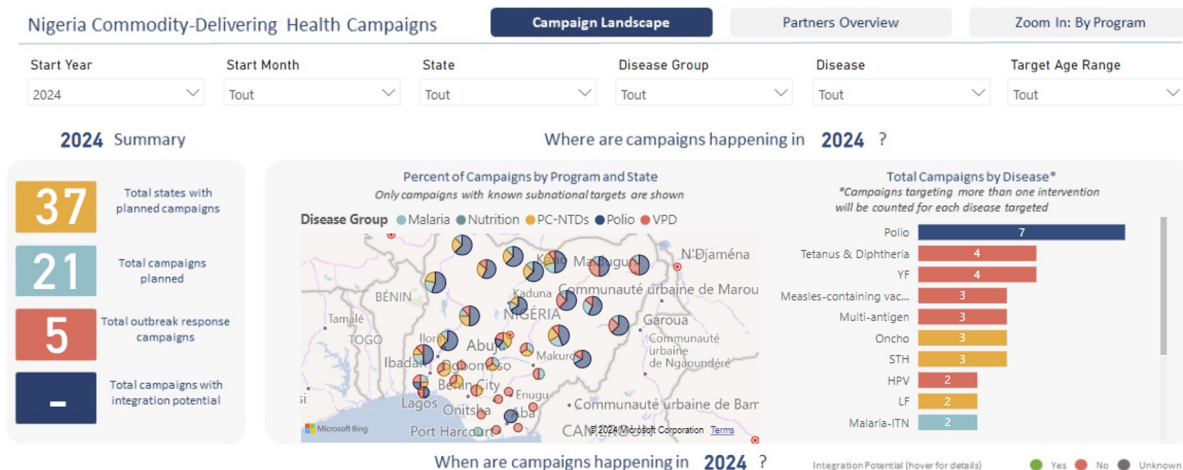 Nigeria Commodity-Delivering Health Campaigns
Campaign Landscape
Partners Overview
Zoom In: By Program
Start Year
Start Month
State
Disease Group
Disease
Target Age Range
2024
Tout
Tout
Tout
Tout
Tout
2024 Summary
37
Total states with
planned campaigns
21
Total campaigns
planned
5
Total outbreak response
campaigns
-
Total campaigns with
integration potential
Where are campaigns happening in 2024 ?
Percent of Campaigns by Program and State
Only campaigns with known subnational targets are shown
Disease Group Malaria Nutrition PC-NTDs Polio VPD
N'Djaména
BÉNIN
Kaduna
Communauté urbaine de Marou
NIGÉRIA
Tamalé
TOGO
Garoua
Abuja
Communauté
urbaine
de Ngaoundéré
Benin City
Enugu
Lagos
Onitsha
Aba
Communauté urbaine de Bam
Port Harcourt
Microsoft Bing
© 2024 Microsoft Corporation Terms
Total Campaigns by Disease*
*Campaigns targeting more than one intervention
will be counted for each disease targeted
Polio 7
Tetanus & Diphtheria 4
YF 4
Measles-containing vac... 3
Multi-antigen 3
Oncho 3
STH 3
HPV 2
LF 2
Malaria-ITN 2
When are campaigns happening in 2024 ?
Integration Potential (hover for details) Yes No Unknown